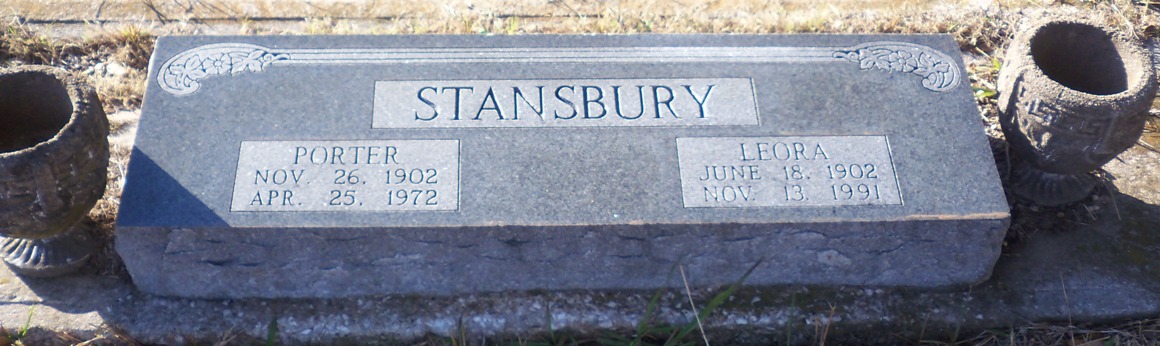 STANSBURY
PORTER
NOV. 26. 1902
APR. 25. 1972
LEORA
JUNE 18. 1902
NOV. 13. 1991